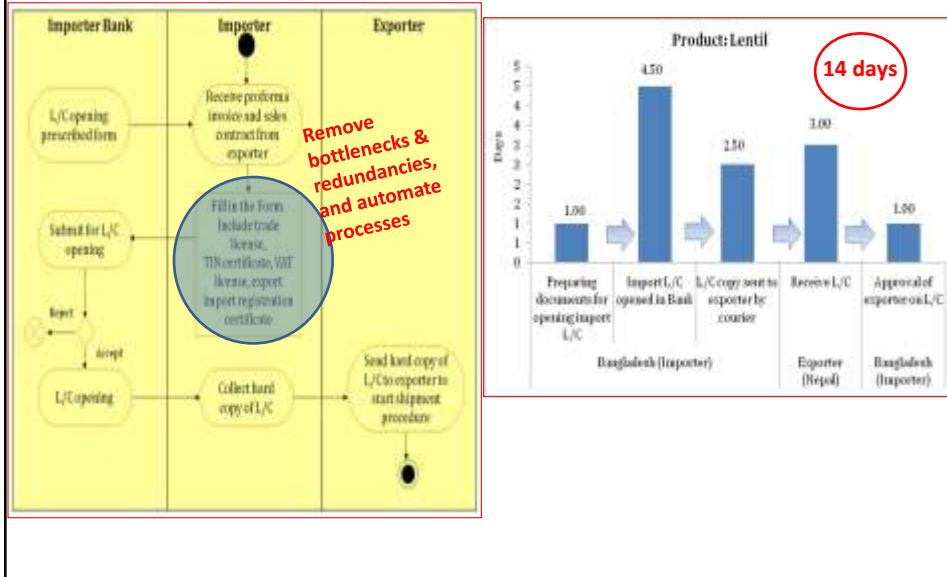 Importer Bank
Importer
Exporter
L/C opening
prescribed form
Receive proforma
invoice and sales
contract from
exporter
Remove
bottlenecks &
redundancies,
and automate
processes
Submit for L/C
opening
Fill in the Form.
Include trade
license,
TIN certificate, VAT
license, export
import registration
certificate
Reject
Accept
L/C opening
Collect hard
copy of L/C
Send hard copy of
L/C to exporter to
start shipment
procedure
Product: Lentil
14 days
Days
5
5
4
4
3
3
2
2
1
1
0
1.00
4.50
2.50
3.00
1.00
Preparing
documents for
opening import
L/C
Import L/C
opened in Bank
L/C copy sent to
exporter by
courier
Receive L/C
Approval of
exporter on L/C
Bangladesh (Importer)
Exporter
(Nepal)
Bangladesh
(Importer)